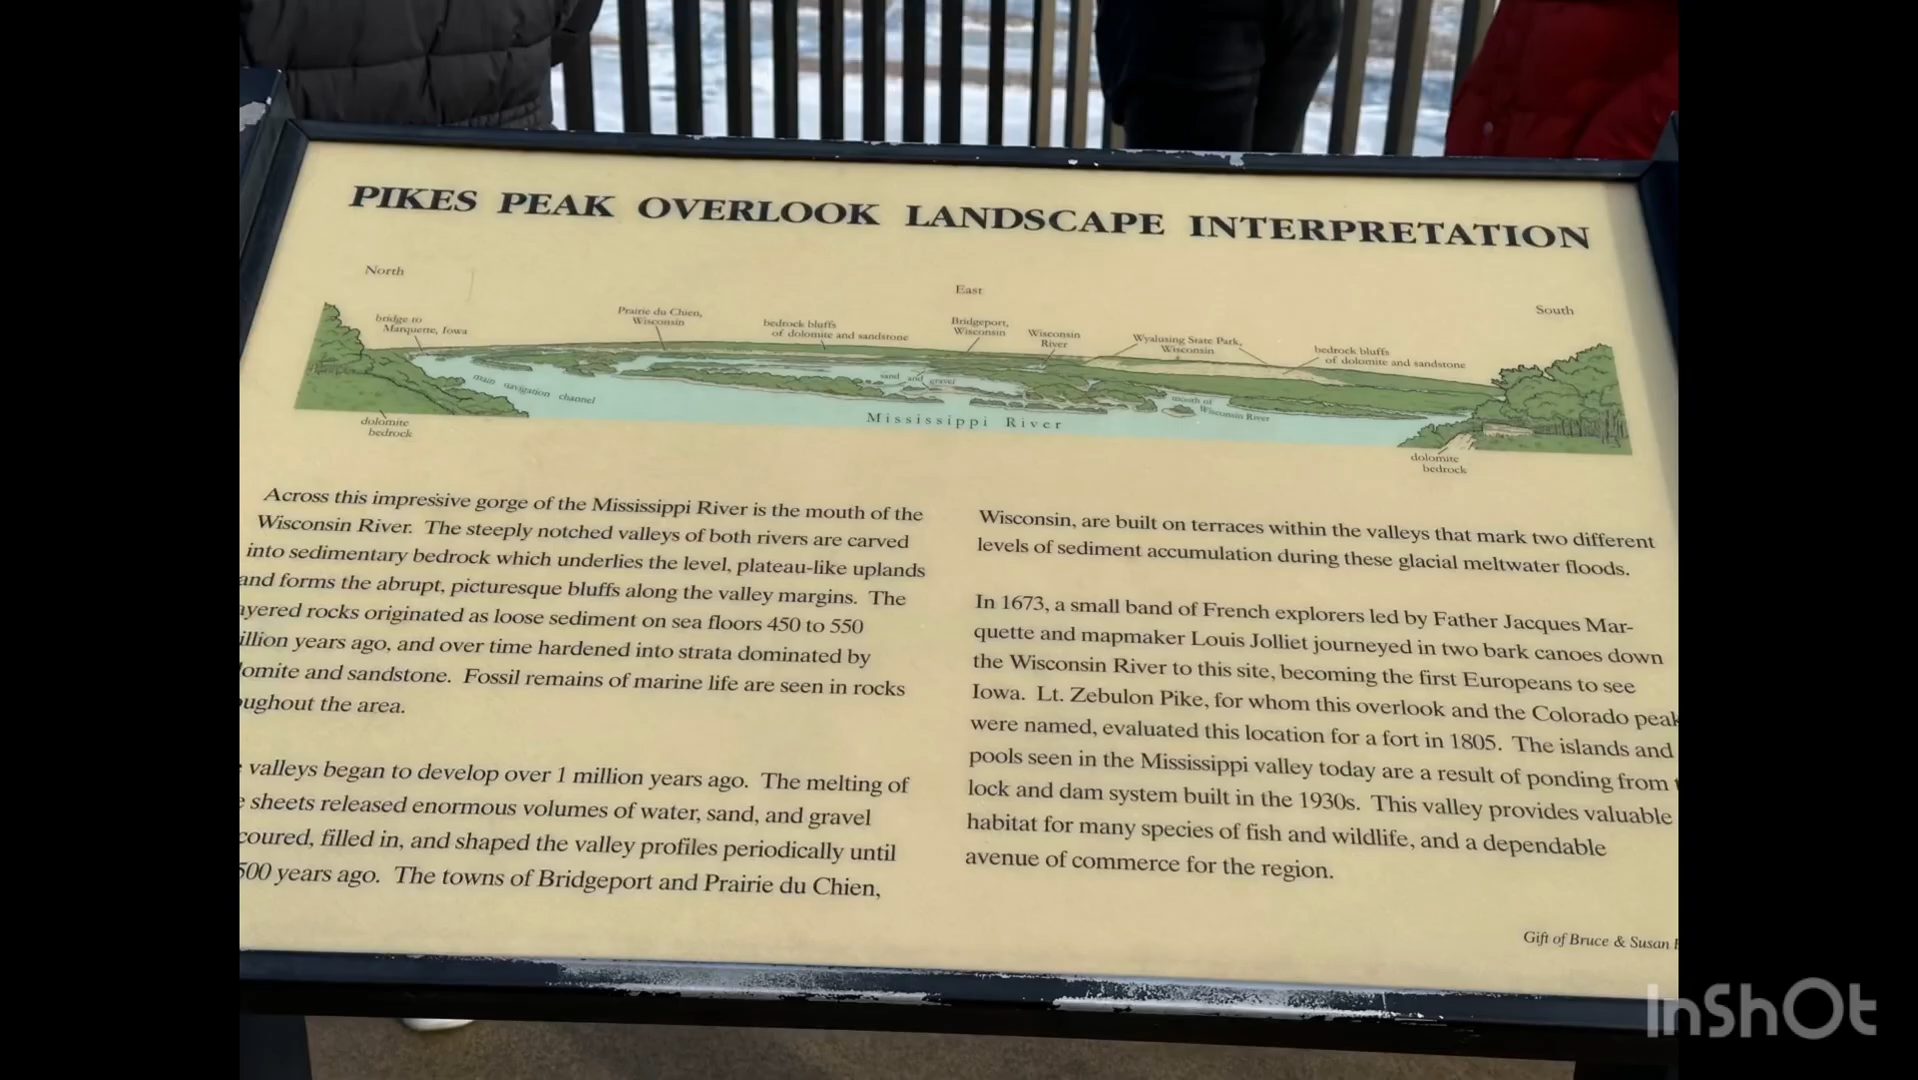 PIKES PEAK OVERLOOK LANDSCAPE INTERPRETATION
North
East
South
bridge to
Marquette, Iowa
Prairie du Chien,
Wisconsin
bedrock bluffs
of dolomite and sandstone
Bridgeport,
Wisconsin
Wisconsin
River
Wyalusing State Park,
Wisconsin
bedrock bluffs
of dolomite and sandstone
main navigation channel
sand and gravel
mouth of
Wisconsin River
Mississippi River
dolomite
bedrock
dolomite
bedrock
Across this impressive gorge of the Mississippi River is the mouth of the
Wisconsin River. The steeply notched valleys of both rivers are carved
into sedimentary bedrock which underlies the level, plateau-like uplands
and forms the abrupt, picturesque bluffs along the valley margins. The
ayered rocks originated as loose sediment on sea floors 450 to 550
illion years ago, and over time hardened into strata dominated by
lomite and sandstone. Fossil remains of marine life are seen in rocks
oughout the area.
valleys began to develop over 1 million years ago. The melting of
sheets released enormous volumes of water, sand, and gravel
coured, filled in, and shaped the valley profiles periodically until
500 years ago. The towns of Bridgeport and Prairie du Chien,
Wisconsin, are built on terraces within the valleys that mark two different
levels of sediment accumulation during these glacial meltwater floods.
In 1673, a small band of French explorers led by Father Jacques Mar-
quette and mapmaker Louis Jolliet journeyed in two bark canoes down
the Wisconsin River to this site, becoming the first Europeans to see
Iowa. Lt. Zebulon Pike, for whom this overlook and the Colorado peak
were named, evaluated this location for a fort in 1805. The islands and
pools seen in the Mississippi valley today are a result of ponding from
lock and dam system built in the 1930s. This valley provides valuable
habitat for many species of fish and wildlife, and a dependable
avenue of commerce for the region.
Gift of Bruce & Susan
InShOt